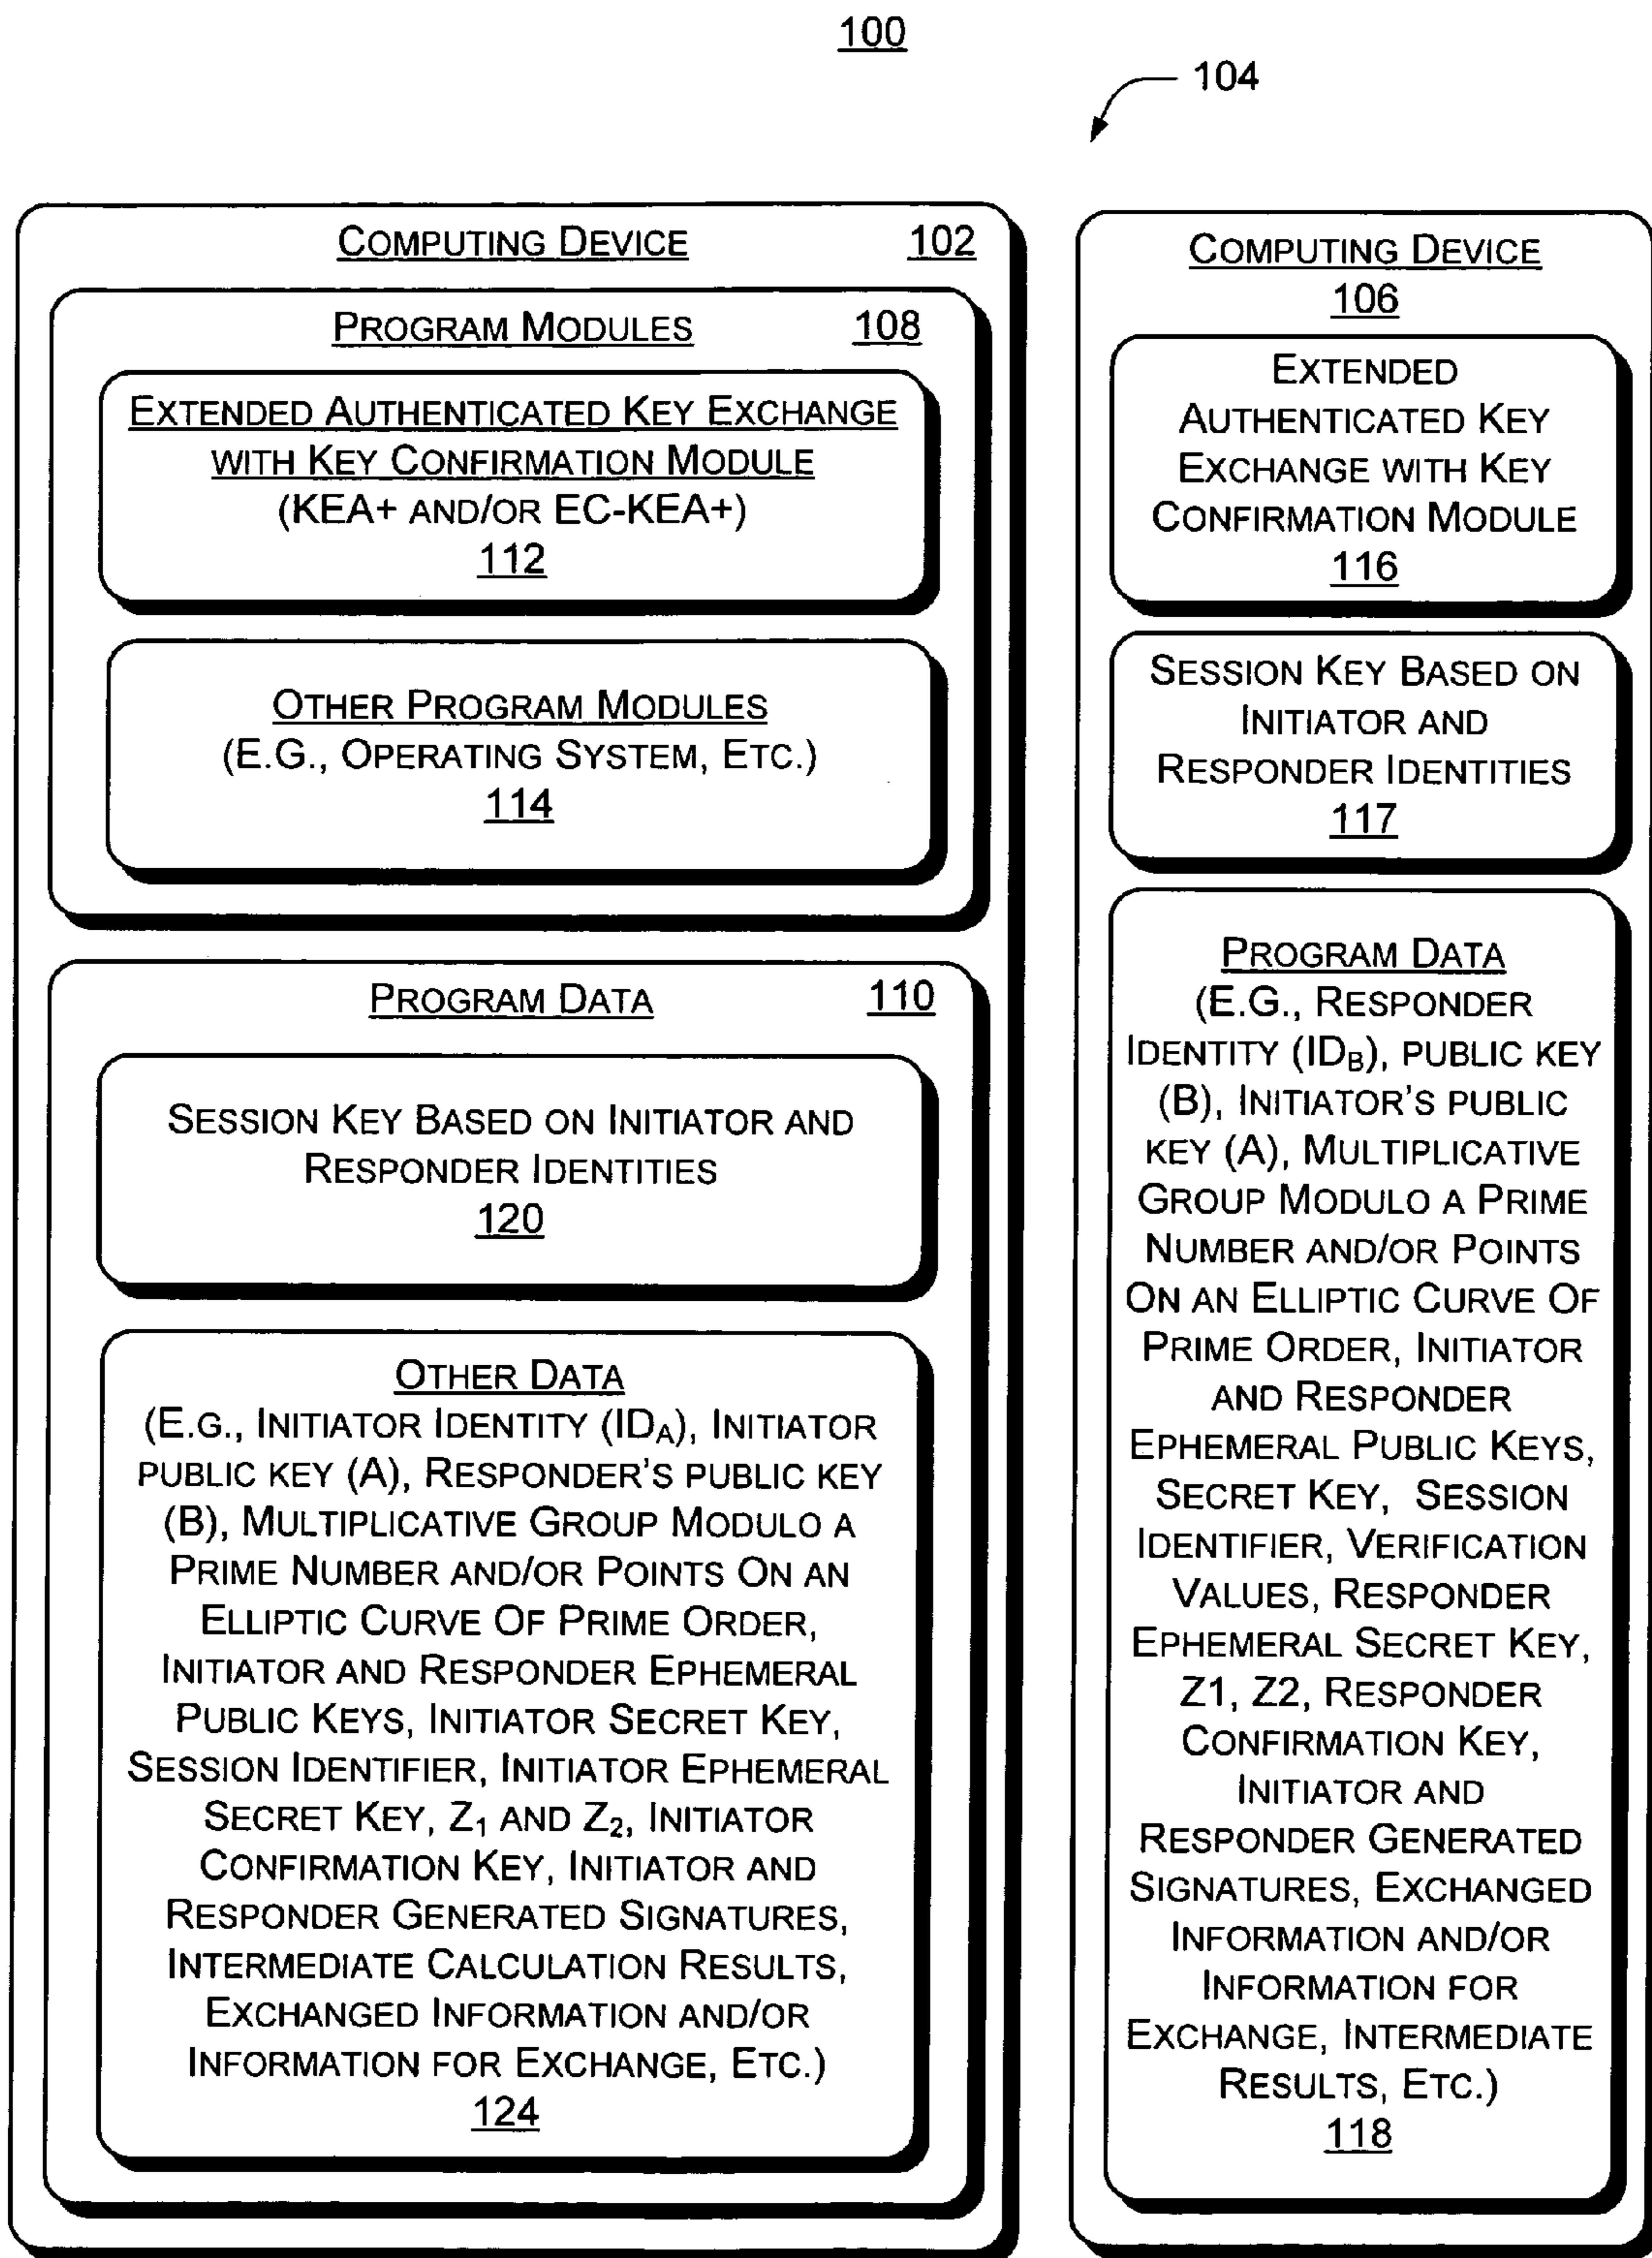 100
104
COMPUTING DEVICE 102
PROGRAM MODULES 108
EXTENDED AUTHENTICATED KEY EXCHANGE
WITH KEY CONFIRMATION MODULE
(KEA+ AND/OR EC-KEA+)
112
OTHER PROGRAM MODULES
(E.G., OPERATING SYSTEM, ETC.)
114
PROGRAM DATA 110
SESSION KEY BASED ON INITIATOR AND
RESPONDER IDENTITIES
120
OTHER DATA
(E.G., INITIATOR IDENTITY (ID_A), INITIATOR
PUBLIC KEY (A), RESPONDER'S PUBLIC KEY
(B), MULTIPLICATIVE GROUP MODULO A
PRIME NUMBER AND/OR POINTS ON AN
ELLIPTIC CURVE OF PRIME ORDER,
INITIATOR AND RESPONDER EPHEMERAL
PUBLIC KEYS, INITIATOR SECRET KEY,
SESSION IDENTIFIER, INITIATOR EPHEMERAL
SECRET KEY, Z₁ AND Z₂, INITIATOR
CONFIRMATION KEY, INITIATOR AND
RESPONDER GENERATED SIGNATURES,
INTERMEDIATE CALCULATION RESULTS,
EXCHANGED INFORMATION AND/OR
INFORMATION FOR EXCHANGE, ETC.)
124
COMPUTING DEVICE
106
EXTENDED
AUTHENTICATED KEY
EXCHANGE WITH KEY
CONFIRMATION MODULE
116
SESSION KEY BASED ON
INITIATOR AND
RESPONDER IDENTITIES
117
PROGRAM DATA
(E.G., RESPONDER
IDENTITY (ID_B), PUBLIC KEY
(B), INITIATOR'S PUBLIC
KEY (A), MULTIPLICATIVE
GROUP MODULO A PRIME
NUMBER AND/OR POINTS
ON AN ELLIPTIC CURVE OF
PRIME ORDER, INITIATOR
AND RESPONDER
EPHEMERAL PUBLIC KEYS,
SECRET KEY, SESSION
IDENTIFIER, VERIFICATION
VALUES, RESPONDER
EPHEMERAL SECRET KEY,
Z1, Z2, RESPONDER
CONFIRMATION KEY,
INITIATOR AND
RESPONDER GENERATED
SIGNATURES, EXCHANGED
INFORMATION AND/OR
INFORMATION FOR
EXCHANGE, INTERMEDIATE
RESULTS, ETC.)
118